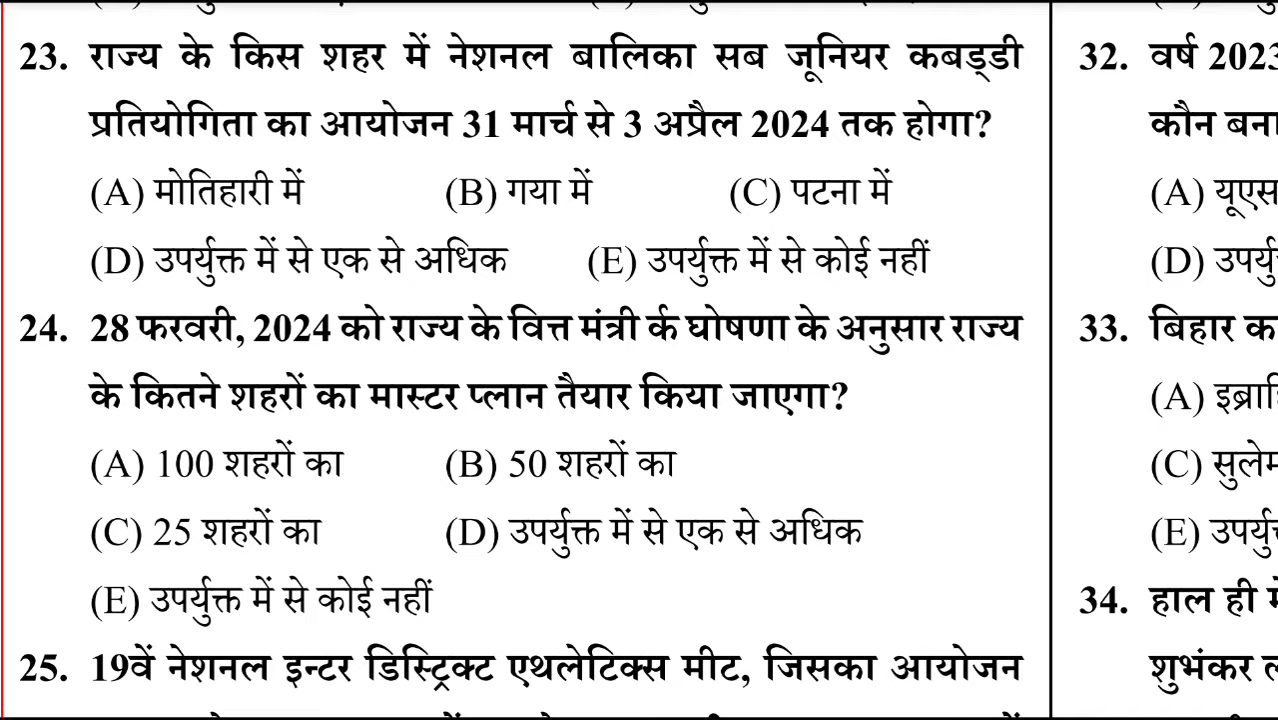 23. राज्य के किस शहर में नेशनल बालिका सब जूनियर कबड्डी
प्रतियोगिता का आयोजन 31 मार्च से 3 अप्रैल 2024 तक होगा?
(A) मोतिहारी में (B) गया में (C) पटना में
(D) उपर्युक्त में से एक से अधिक (E) उपर्युक्त में से कोई नहीं
24. 28 फरवरी, 2024 को राज्य के वित्त मंत्री र्क घोषणा के अनुसार राज्य
के कितने शहरों का मास्टर प्लान तैयार किया जाएगा?
(A) 100 शहरों का (B) 50 शहरों का
(C) 25 शहरों का (D) उपर्युक्त में से एक से अधिक
(E) उपर्युक्त में से कोई नहीं
25. 19वें नेशनल इन्टर डिस्ट्रिक्ट एथलेटिक्स मीट, जिसका आयोजन
32. वर्ष 2023
कौन बना
(A)
(D)
33. बिहार का
(A)
(C)
(E)
34. हाल ही
शुभंकर